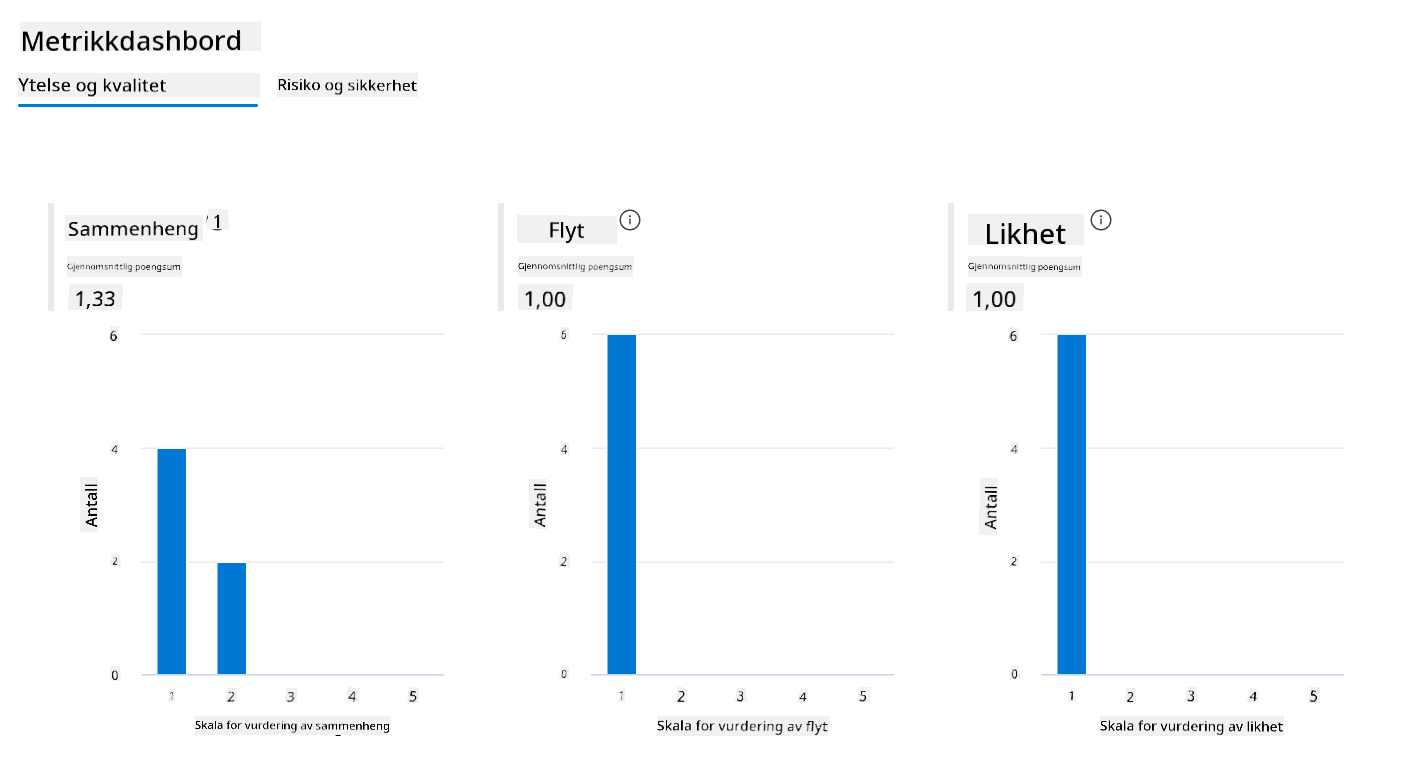 Metrikkdashbord
Ytelse og kvalitet
Risiko og sikkerhet
Sammenheng 1
Gjennomsnittlig poengsum
1,33
6
4
2
0
Antall
1 2 3 4 5
Skala for vurdering av sammenheng
Flyt
Gjennomsnittlig poengsum
1,00
6
4
2
0
Antall
1 2 3 4 5
Skala for vurdering av flyt
Likhet
Gjennomsnittlig poengsum
1,00
6
4
2
0
Antall
1 2 3 4 5
Skala for vurdering av likhet